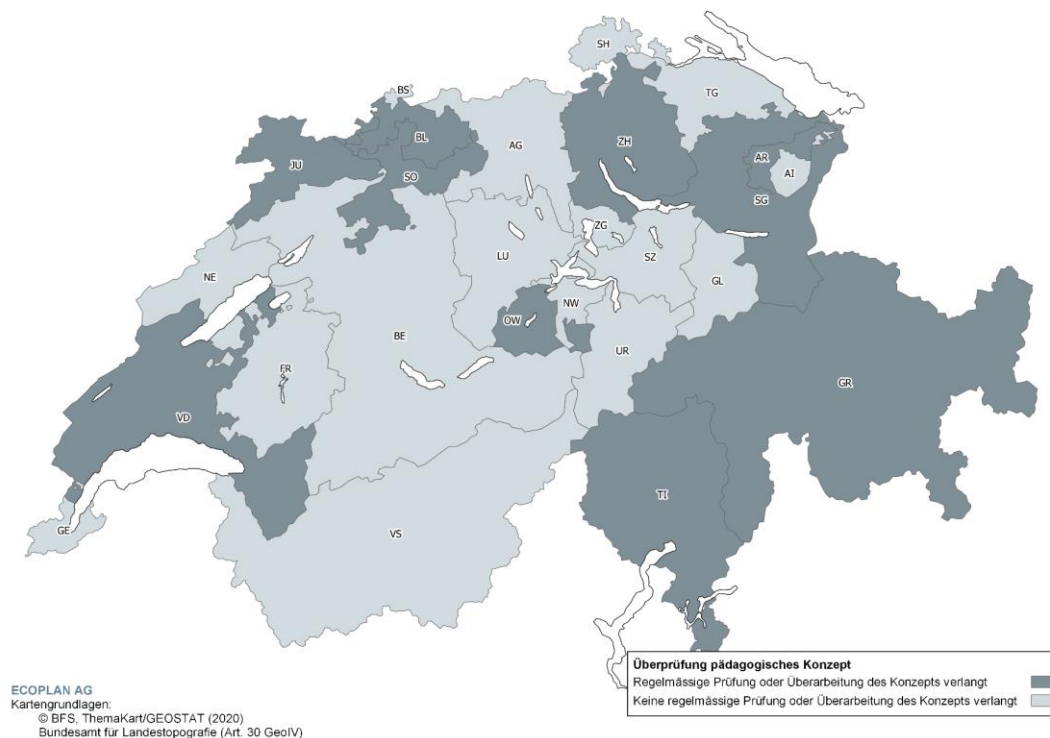 SH
BS
TG
BL
AG
ZH
JU
AR
SO
AI
SG
ZG
NE
LU
SZ
GL
NW
OW
BE
UR
FR
GR
VD
TI
GE
VS
Überprüfung pädagogisches Konzept
Regelmässige Prüfung oder Überarbeitung des Konzepts verlangt
Keine regelmässige Prüfung oder Überarbeitung des Konzepts verlangt
ECOPLAN AG
Kartengrundlagen:
© BFS, ThemaKart/GEOSTAT (2020)
Bundesamt für Landestopografie (Art. 30 GeoIV)